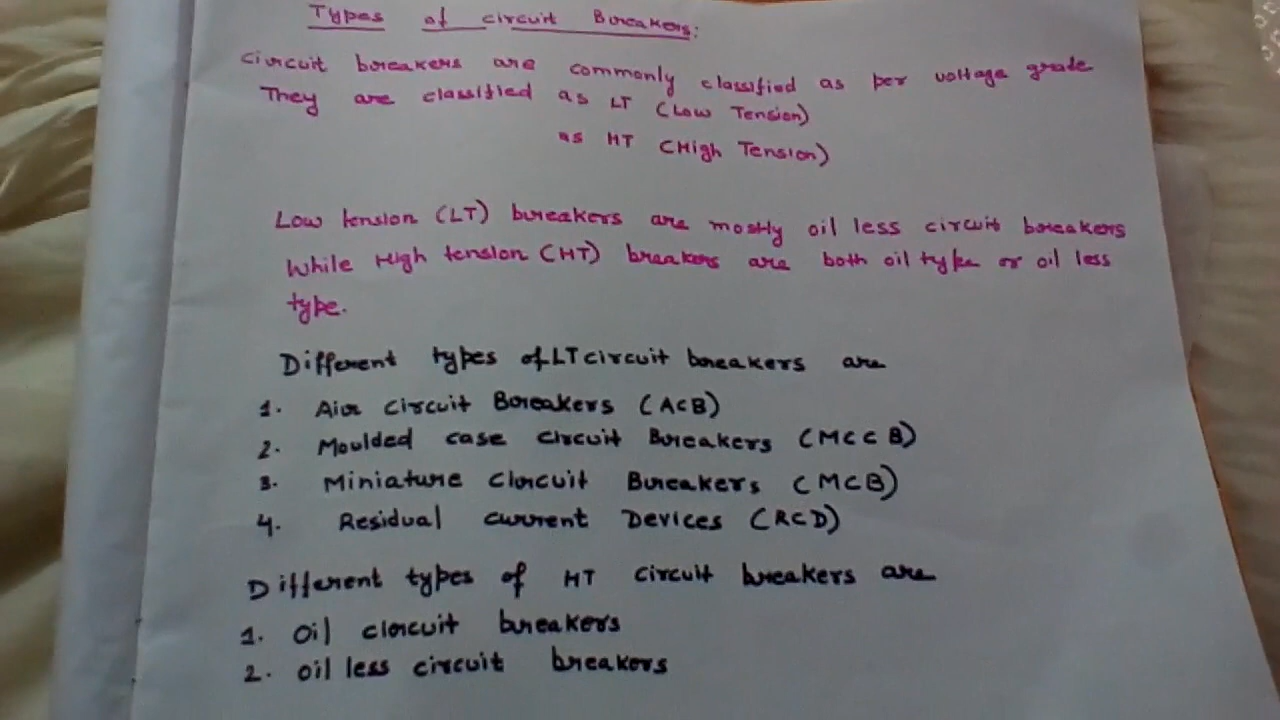 Types of circuit Breakers:
Circuit breakers are commonly classified as per voltage grade
They are classified as LT (Low Tension)
as HT (High Tension)
Low tension (LT) breakers are mostly oil less circuit breakers
While High tension (HT) breakers are both oil type or oil less
type.
Different types of LT circuit breakers are
1. Air circuit Breakers (ACB)
2. Moulded case circuit Breakers (MCCB)
3. Miniature Circuit Breakers (MCB)
4. Residual current Devices (RCD)
Different types of HT circuit breakers are
1. Oil circuit breakers
2. oil less circuit breakers